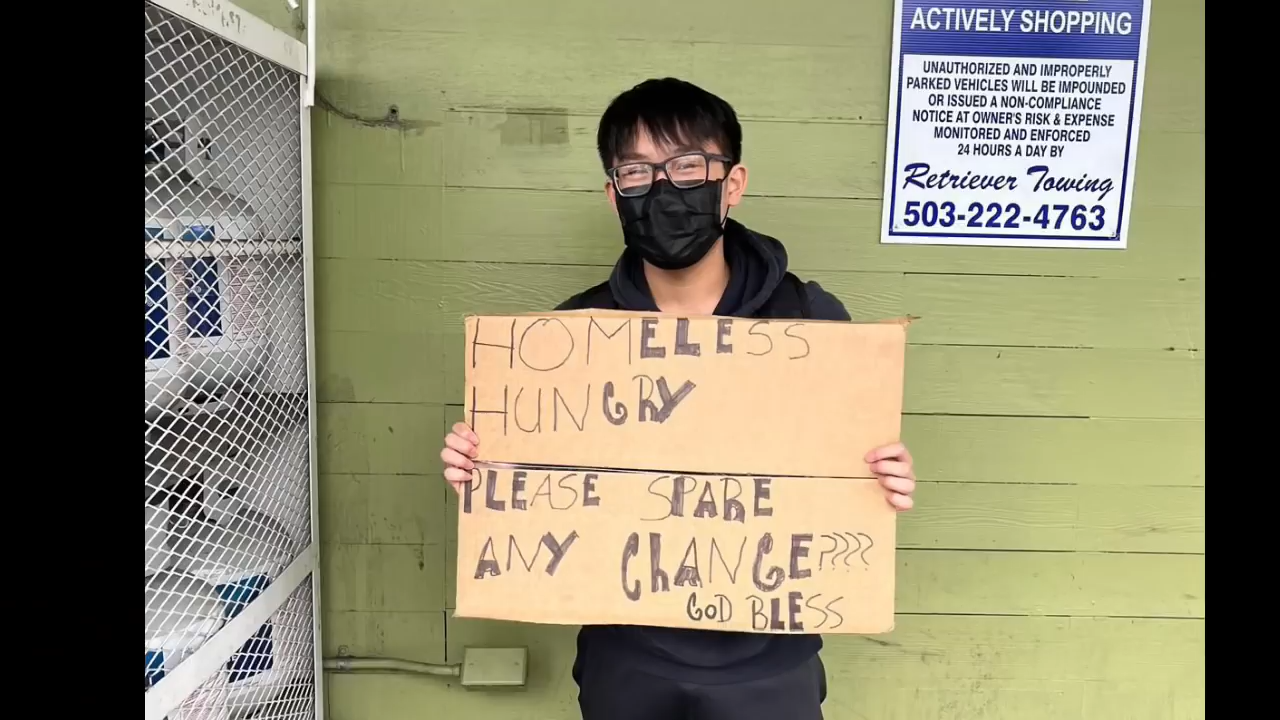 HOMELESS
HUNGRY
PLEASE SPARE
ANY CHANGE????
GOD BLESS
ACTIVELY SHOPPING
UNAUTHORIZED AND IMPROPERLY
PARKED VEHICLES WILL BE IMPOUNDED
OR ISSUED A NON-COMPLIANCE
NOTICE AT OWNER'S RISK & EXPENSE
MONITORED AND ENFORCED
24 HOURS A DAY BY
Retriever Towing
503-222-4763